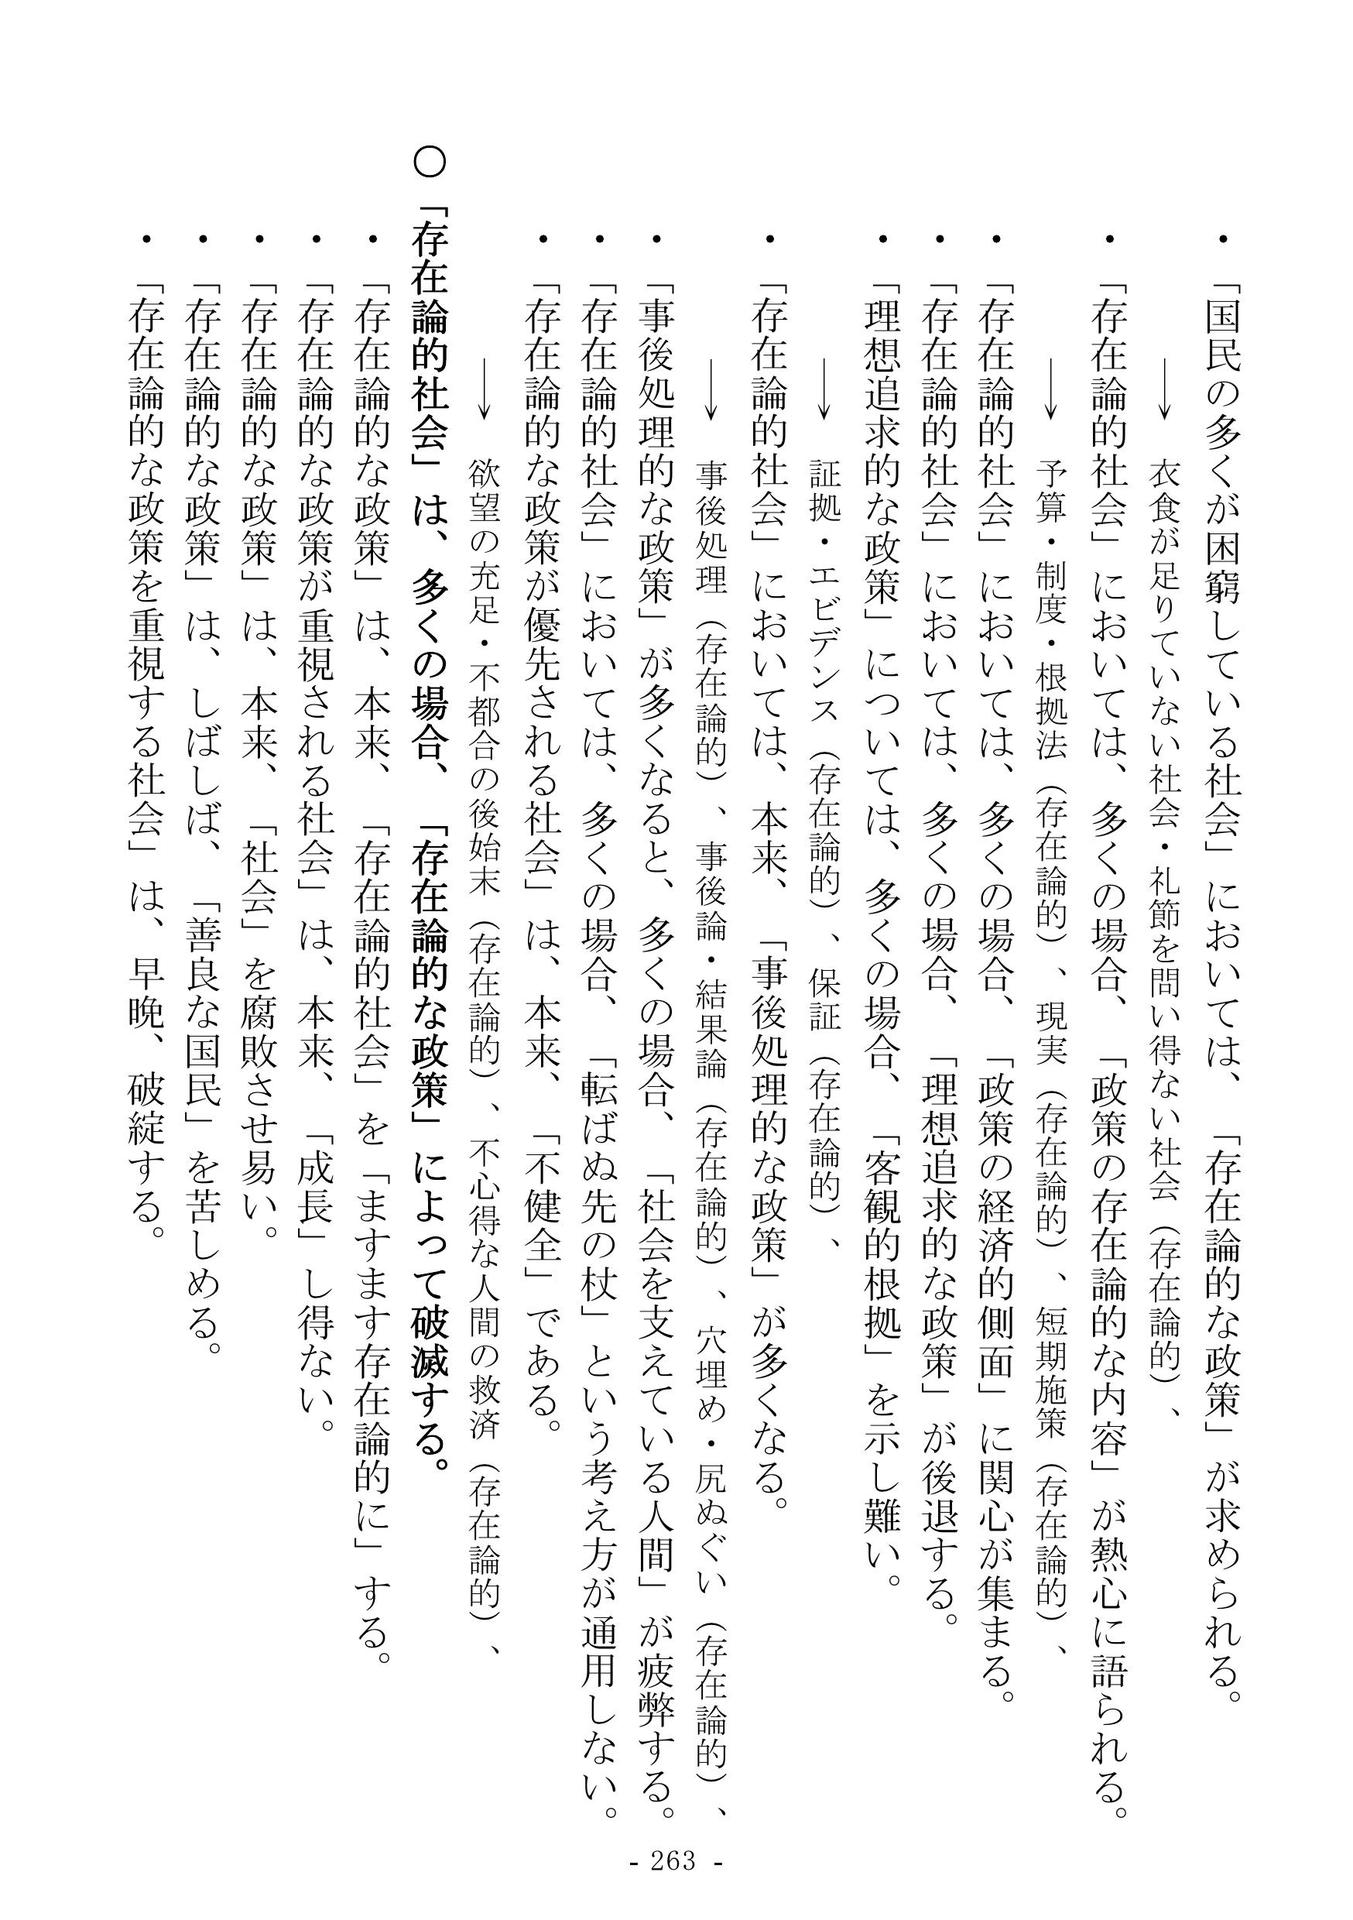 ・「国民の多くが困窮している社会」においては、「存在論的な政策」が求められる。
→ 衣食が足りていない社会・礼節を問い得ない社会（存在論的）、
・「存在論的社会」においては、多くの場合、「政策の存在論的な内容」が熱心に語られる。
→ 予算・制度・根拠法（存在論的）、現実（存在論的）、短期施策（存在論的）、
・「存在論的社会」においては、多くの場合、「政策の経済的側面」に関心が集まる。
・「存在論的社会」においては、多くの場合、「理想追求的な政策」が後退する。
・「理想追求的な政策」については、多くの場合、「客観的根拠」を示し難い。
→ 証拠・エビデンス（存在論的）、保証（存在論的）、
・「存在論的社会」においては、本来、「事後処理的な政策」が多くなる。
→ 事後処理（存在論的）、事後論・結果論（存在論的）、穴埋め・尻ぬぐい（存在論的）、
・「事後処理的な政策」が多くなると、多くの場合、「社会を支えている人間」が疲弊する。
・「存在論的社会」においては、多くの場合、「転ばぬ先の杖」という考え方が通用しない。
・「存在論的な政策が優先される社会」は、本来、「不健全」である。
→ 欲望の充足・不都合の後始末（存在論的）、不心得な人間の救済（存在論的）、
○「存在論的社会」は、多くの場合、「存在論的な政策」によって破滅する。
・「存在論的な政策」は、本来、「存在論的社会」を「ますます存在論的に」する。
・「存在論的な政策が重視される社会」は、本来、「成長」し得ない。
・「存在論的な政策」は、本来、「社会」を腐敗させ易い。
・「存在論的な政策」は、しばしば、「善良な国民」を苦しめる。
・「存在論的な政策を重視する社会」は、早晩、破綻する。
- 263 -